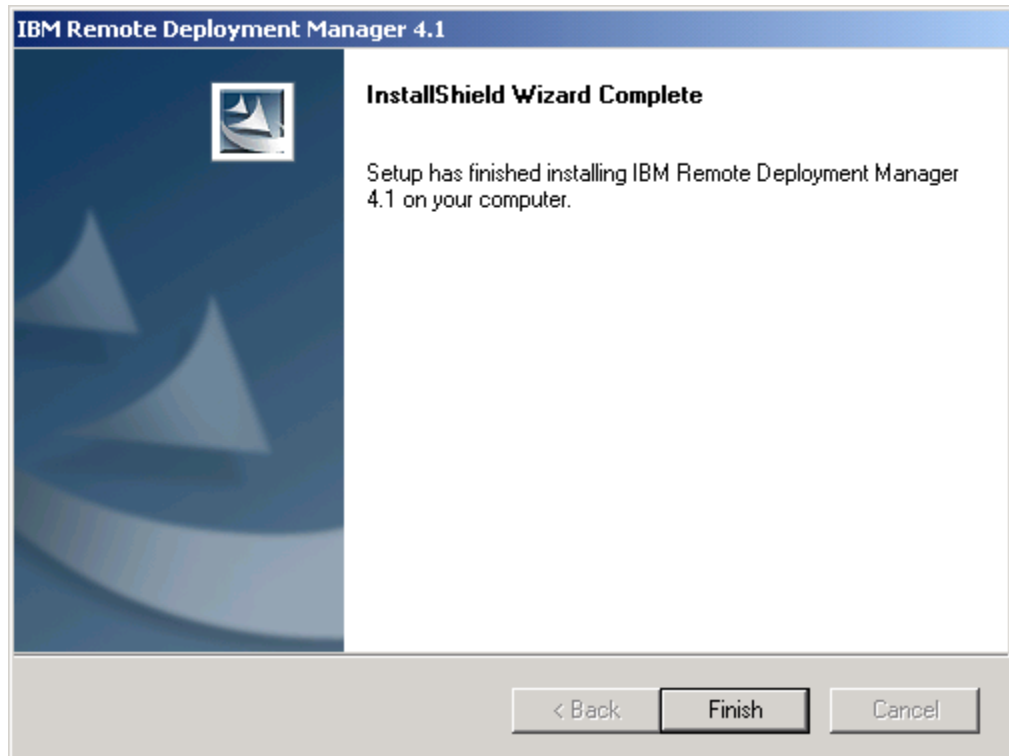 IBM Remote Deployment Manager 4.1
InstallShield Wizard Complete
Setup has finished installing IBM Remote Deployment Manager
4.1 on your computer.
< Back
Finish
Cancel